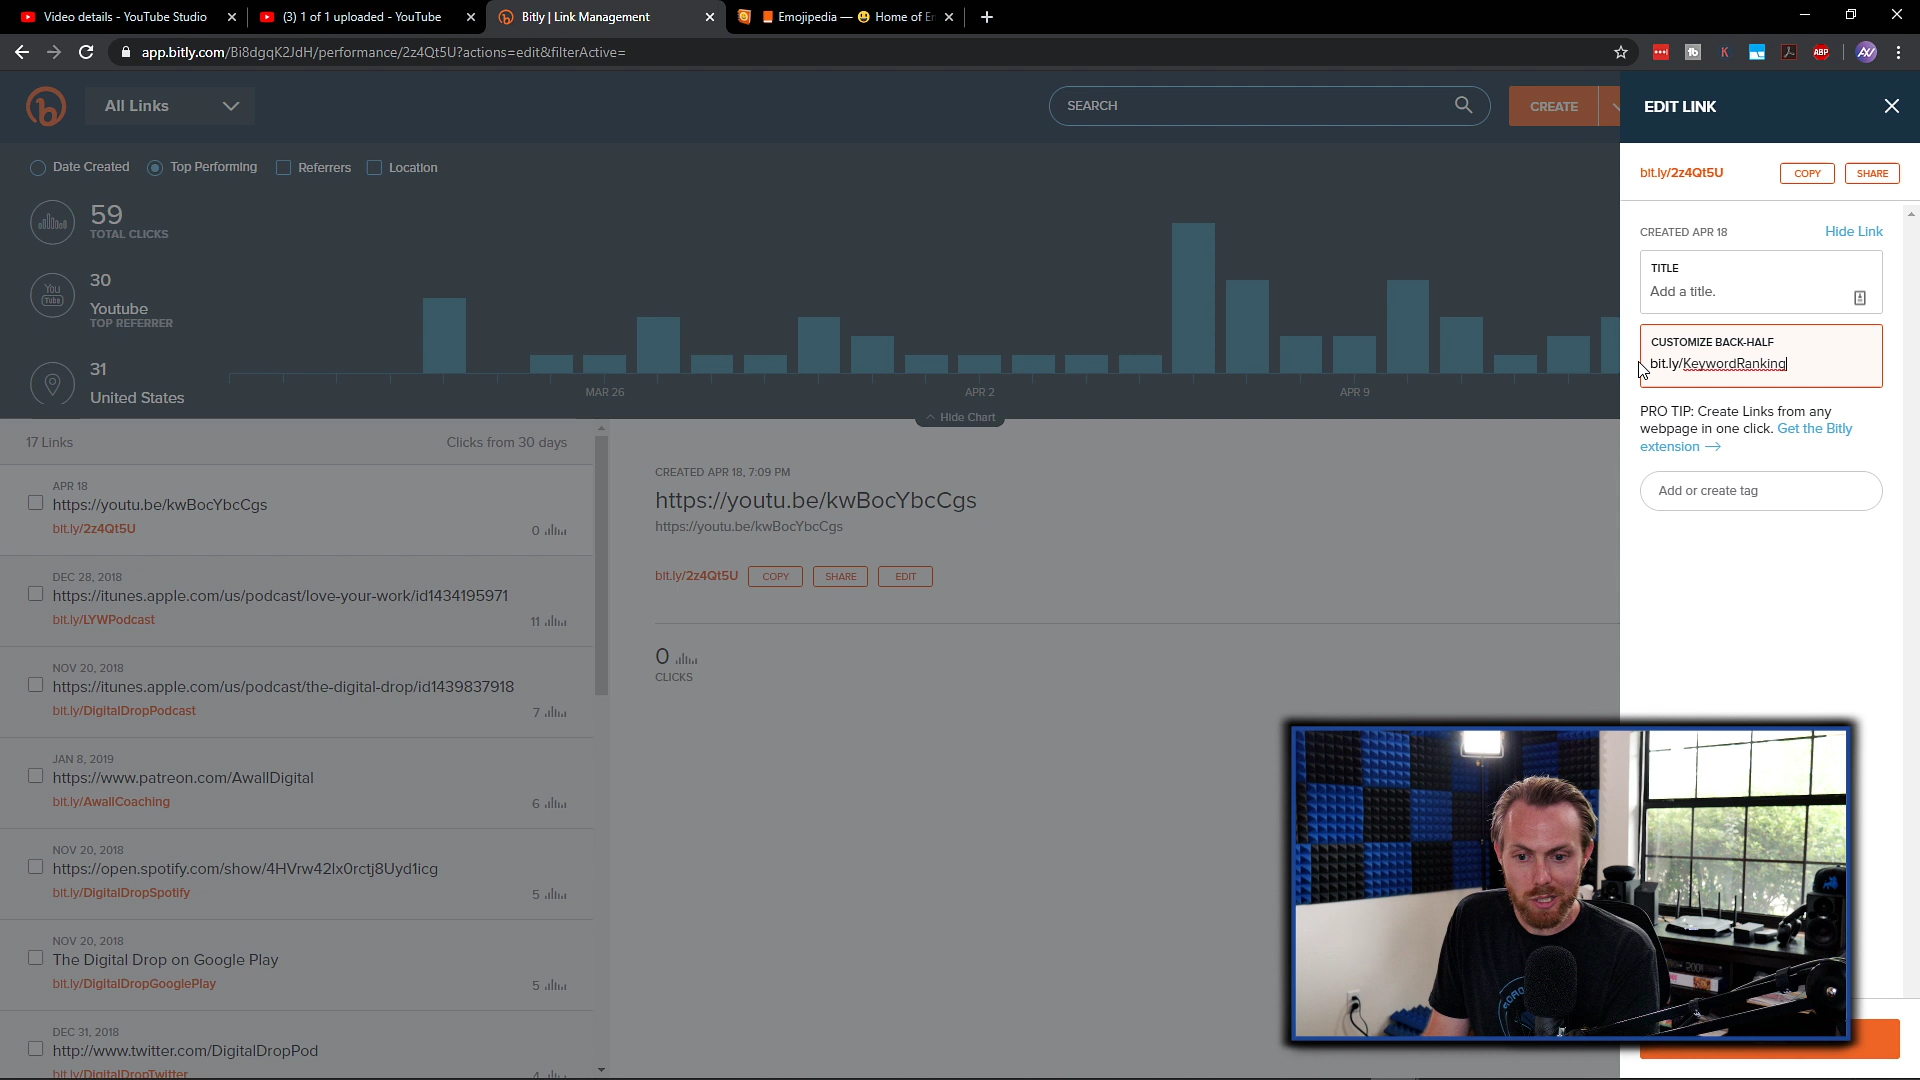 Video details - YouTube Studio
(3) 1 of 1 uploaded - YouTube
Bitly | Link Management
Emojipedia — 😃 Home of Em
app.bitly.com/Bi8dgqK2JdH/performance/2z4Qt5U?actions=edit&filterActive=
All Links
SEARCH
CREATE
EDIT LINK
Date Created
Top Performing
Referrers
Location
bit.ly/2z4Qt5U
COPY
SHARE
59
TOTAL CLICKS
CREATED APR 18
Hide Link
TITLE
Add a title.
30
You Tube
Youtube
TOP REFERRER
CUSTOMIZE BACK-HALF
bit.ly/KeywordRanking
31
United States
MAR 26
APR 2
APR 9
Hide Chart
PRO TIP: Create Links from any
webpage in one click. Get the Bitly
extension →
Add or create tag
17 Links
Clicks from 30 days
APR 18
https://youtu.be/kwBocYbcCgs
bit.ly/2z4Qt5U
0
DEC 28, 2018
https://itunes.apple.com/us/podcast/love-your-work/id1434195971
bit.ly/LYWPodcast
11
NOV 20, 2018
https://itunes.apple.com/us/podcast/the-digital-drop/id1439837918
bit.ly/DigitalDropPodcast
7
JAN 8, 2019
https://www.patreon.com/AwallDigital
bit.ly/AwallCoaching
6
NOV 20, 2018
https://open.spotify.com/show/4HVrw42lx0rctj8Uyd1icg
bit.ly/DigitalDropSpotify
5
NOV 20, 2018
The Digital Drop on Google Play
bit.ly/DigitalDropGooglePlay
5
DEC 31, 2018
http://www.twitter.com/DigitalDropPod
bit.ly/DigitalDropTwitter
4
CREATED APR 18, 7:09 PM
https://youtu.be/kwBocYbcCgs
https://youtu.be/kwBocYbcCgs
bit.ly/2z4Qt5U
COPY
SHARE
EDIT
0
CLICKS